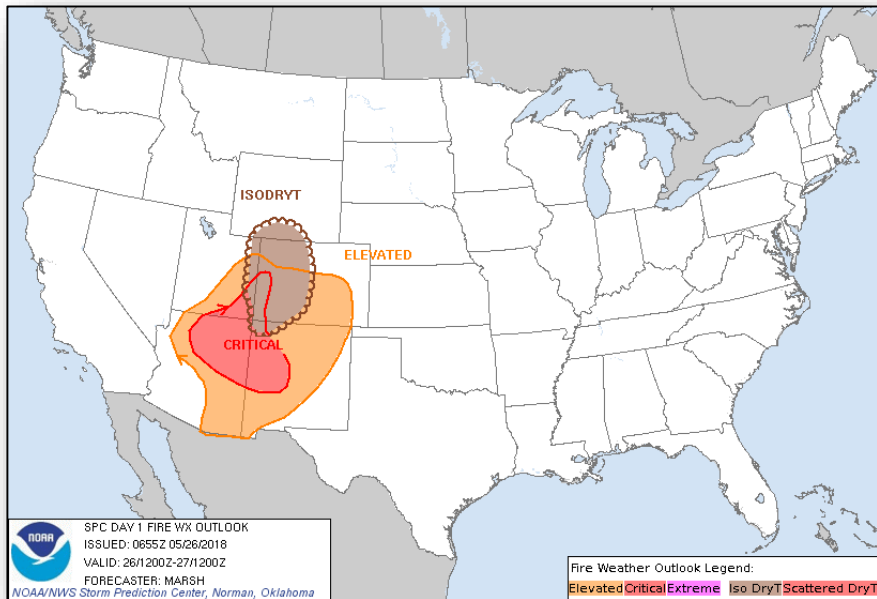 ISODRYT
ELEVATED
CRITICAL
NOAA
SPC DAY 1 FIRE WX OUTLOOK
ISSUED: 0655Z 05/26/2018
VALID: 26/1200Z-27/1200Z
FORECASTER: MARSH
NOAA/NWS Storm Prediction Center, Norman, Oklahoma
Fire Weather Outlook Legend:
Elevated Critical Extreme Iso DryT Scattered DryT